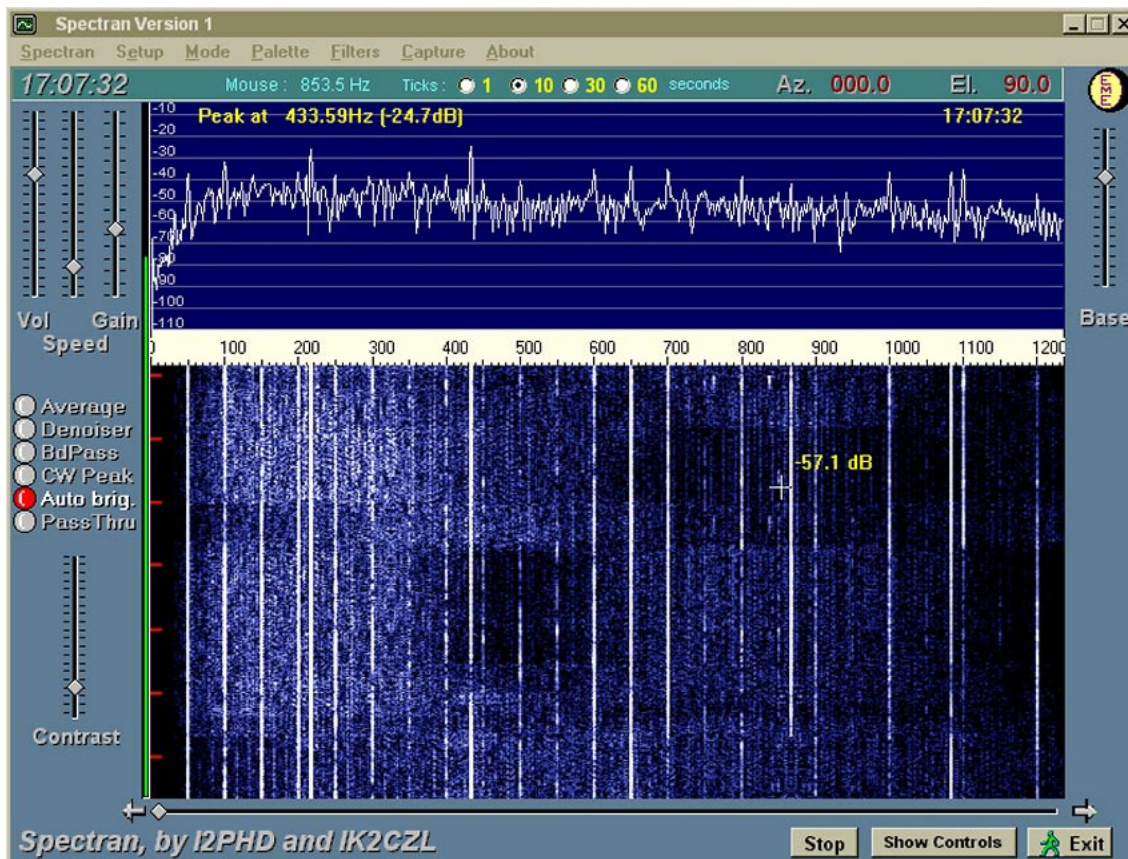 Spectran Version 1
Spectran Setup Mode Palette Filters Capture About
17:07:32 Mouse : 853.5 Hz Ticks : 1 10 30 60 seconds Az. 000.0 El. 90.0
EME
Peak at 433.59Hz (-24.7dB) 17:07:32
-10
-20
-30
-40
-50
-60
-70
-80
-90
-100
-110
Vol Gain
Speed
Base
0 100 200 300 400 500 600 700 800 900 1000 1100 1200
Average
Denoiser
BdPass
CW Peak
Auto brig.
PassThru
-57.1 dB
Contrast
Spectran, by I2PHD and IK2CZL
Stop Show Controls Exit